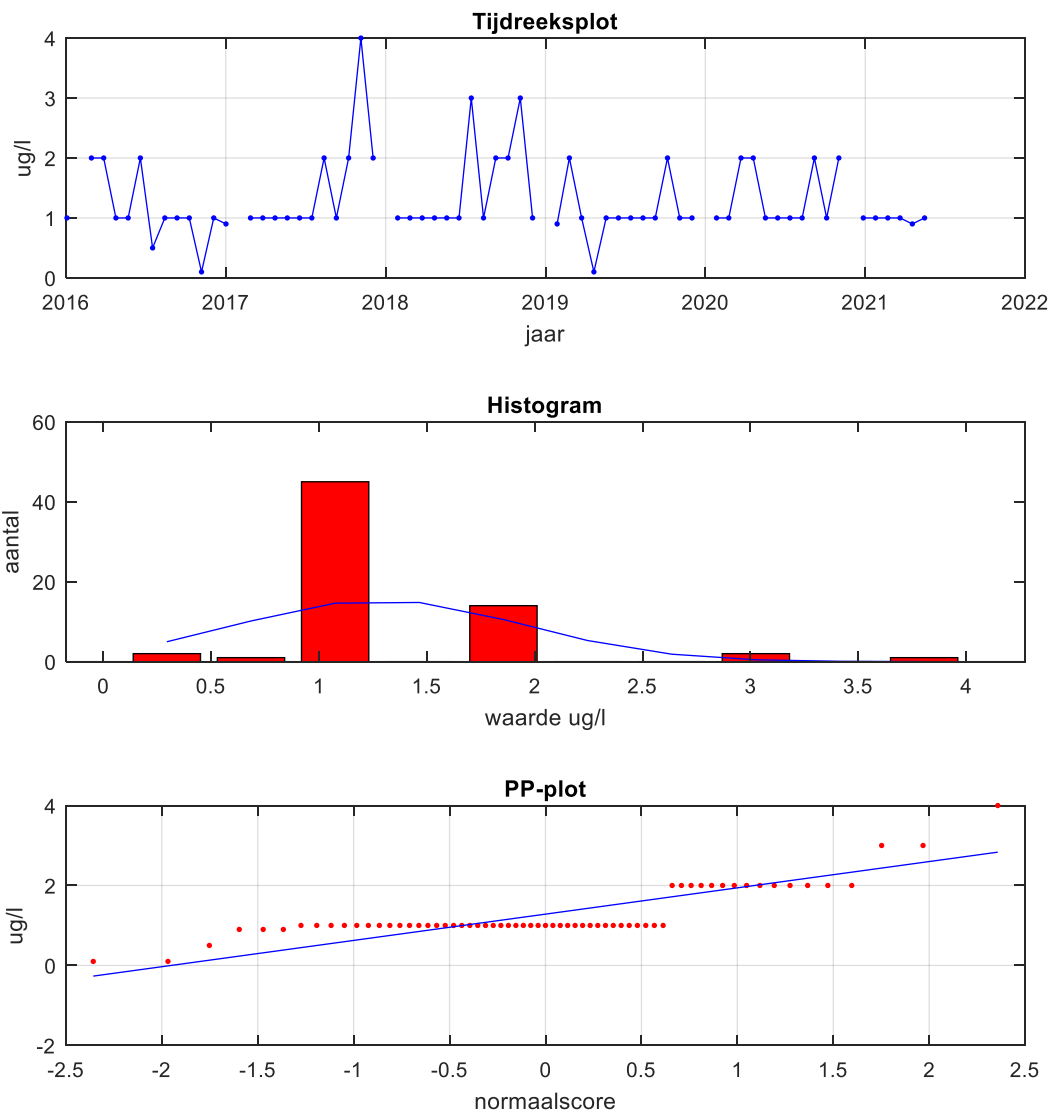 Tijdreeksplot
4
3
2
1
0
ug/l
2016 2017 2018 2019 2020 2021 2022
jaar
Histogram
60
40
20
0
aantal
0 0.5 1 1.5 2 2.5 3 3.5 4
waarde ug/l
PP-plot
4
2
0
-2
ug/l
-2.5 -2 -1.5 -1 -0.5 0 0.5 1 1.5 2 2.5
normaalscore